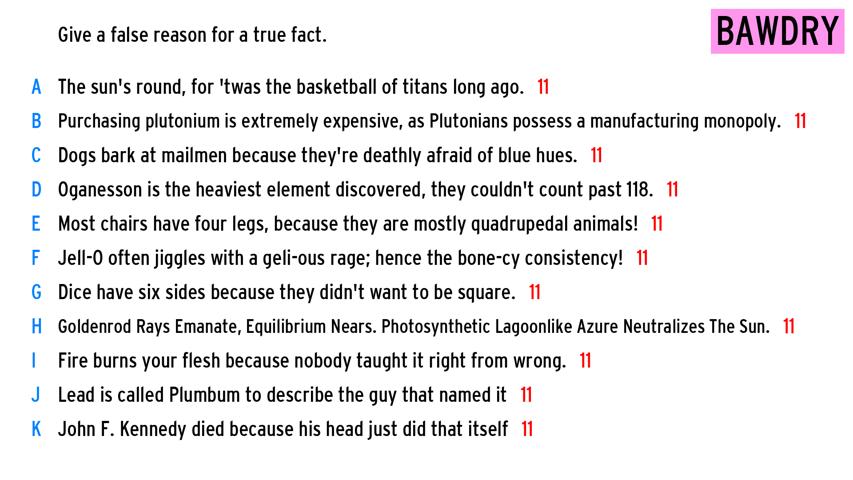 Give a false reason for a true fact.
BAWDRY
A The sun's round, for 'twas the basketball of titans long ago. 11
B Purchasing plutonium is extremely expensive, as Plutonians possess a manufacturing monopoly. 11
C Dogs bark at mailmen because they're deathly afraid of blue hues. 11
D Oganesson is the heaviest element discovered, they couldn't count past 118. 11
E Most chairs have four legs, because they are mostly quadrupedal animals! 11
F Jell-O often jiggles with a geli-ous rage; hence the bone-cy consistency! 11
G Dice have six sides because they didn't want to be square. 11
H Goldenrod Rays Emanate, Equilibrium Nears. Photosynthetic Lagoonlike Azure Neutralizes The Sun. 11
I Fire burns your flesh because nobody taught it right from wrong. 11
J Lead is called Plumbum to describe the guy that named it 11
K John F. Kennedy died because his head just did that itself 11